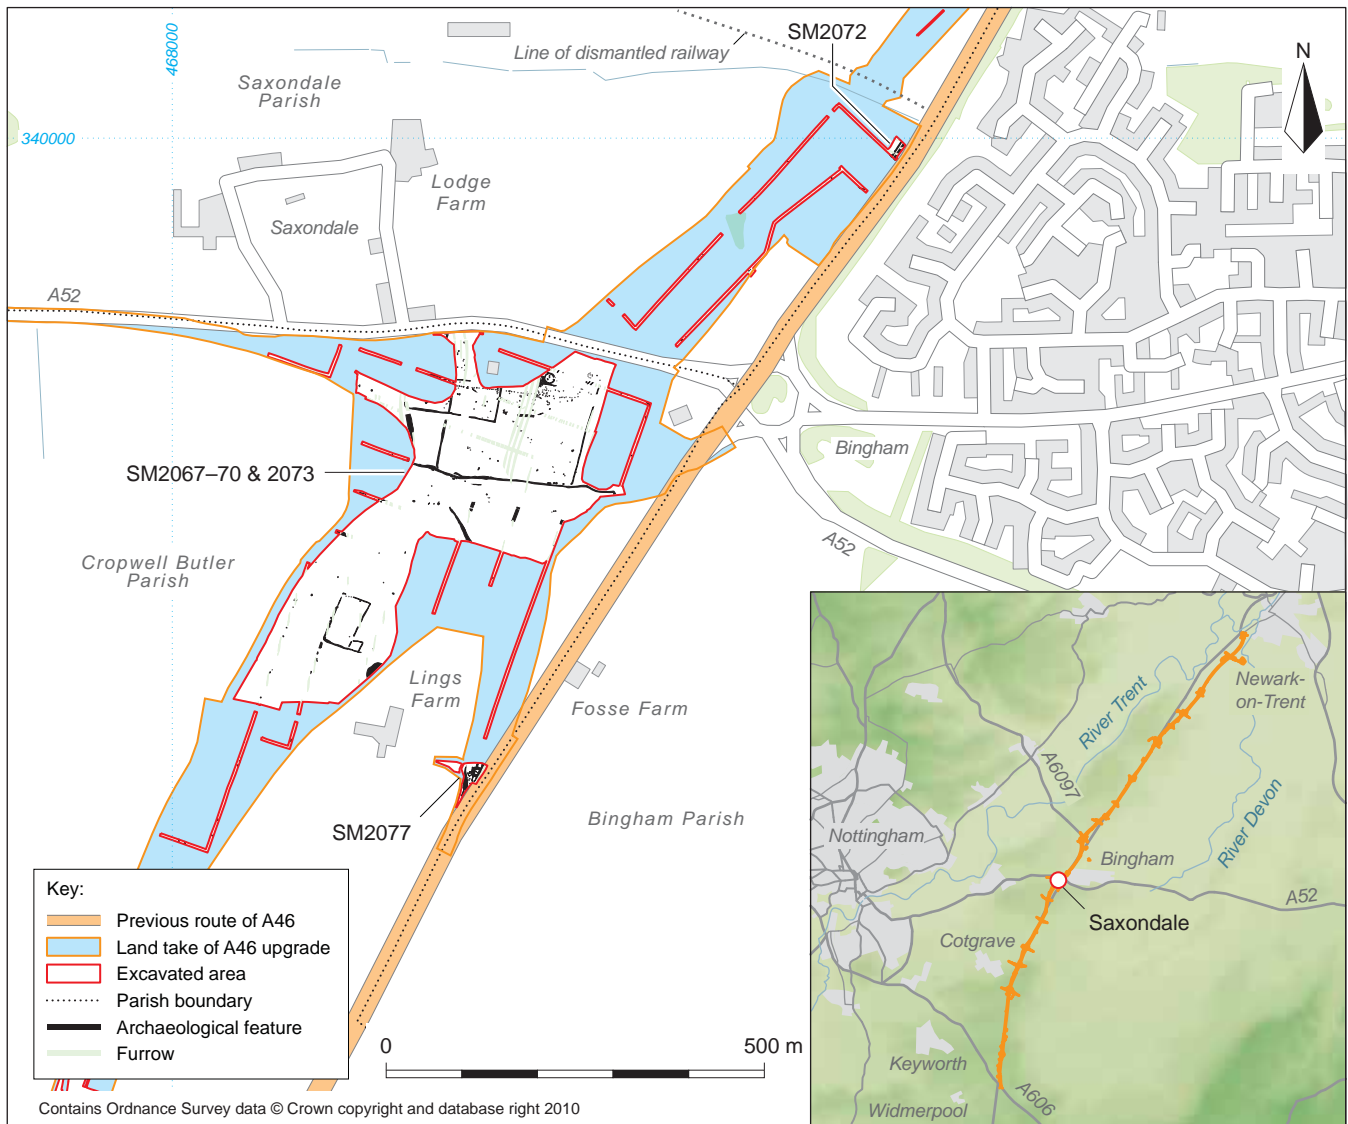 SM2072
Line of dismantled railway
N
468000
Saxondale
Parish
340000
Lodge
Farm
Saxondale
A52
SM2067–70 & 2073
Bingham
A52
Cropwell Butler
Parish
Lings
Farm
Fosse Farm
SM2077
Bingham Parish
Key:
Previous route of A46
Land take of A46 upgrade
Excavated area
Parish boundary
Archaeological feature
Furrow
0
500 m
Contains Ordnance Survey data © Crown copyright and database right 2010
River Trent
Newark-
on-Trent
A6097
River Devon
Nottingham
Bingham
A52
Saxondale
Cotgrave
Keyworth
A606
Widmerpool